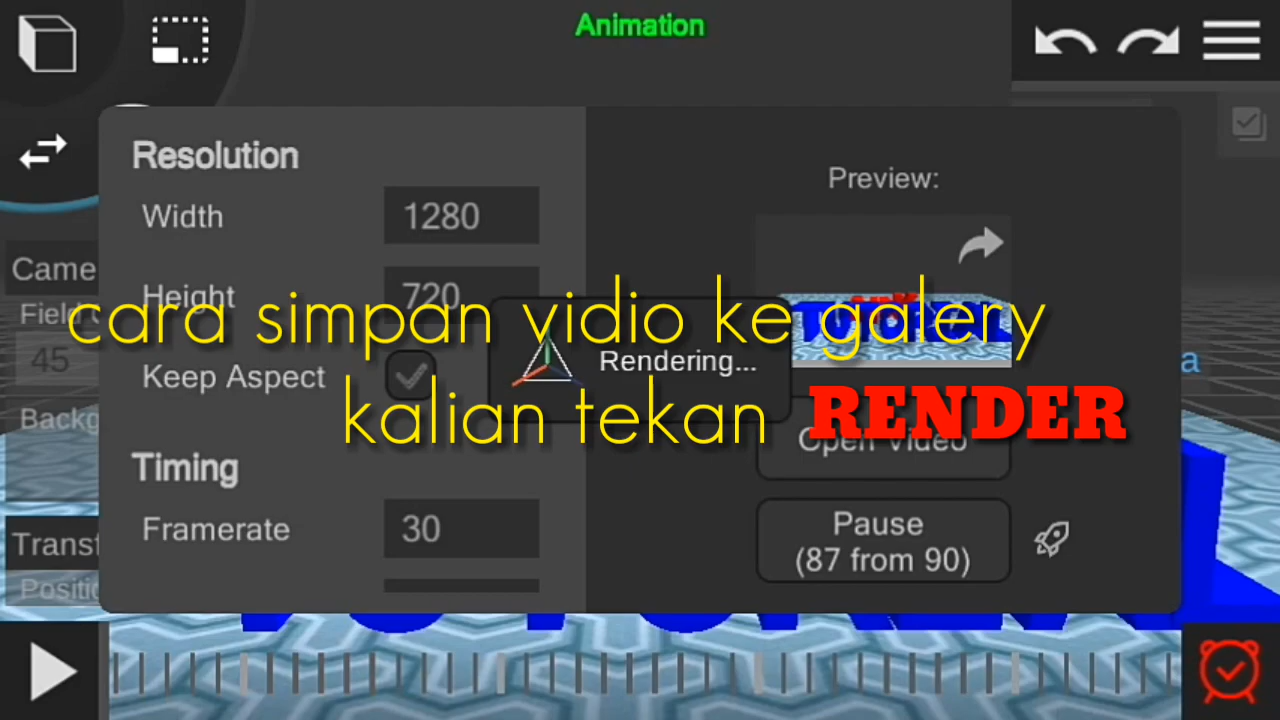 Animation
Resolution
Width
1280
Height
720
Keep Aspect
Timing
Framerate
30
Preview:
Rendering...
Open Video
Pause
(87 from 90)
Came
Field
45
Backg
Transf
Positio
a
cara simpan vidio ke galery
kalian tekan RENDER